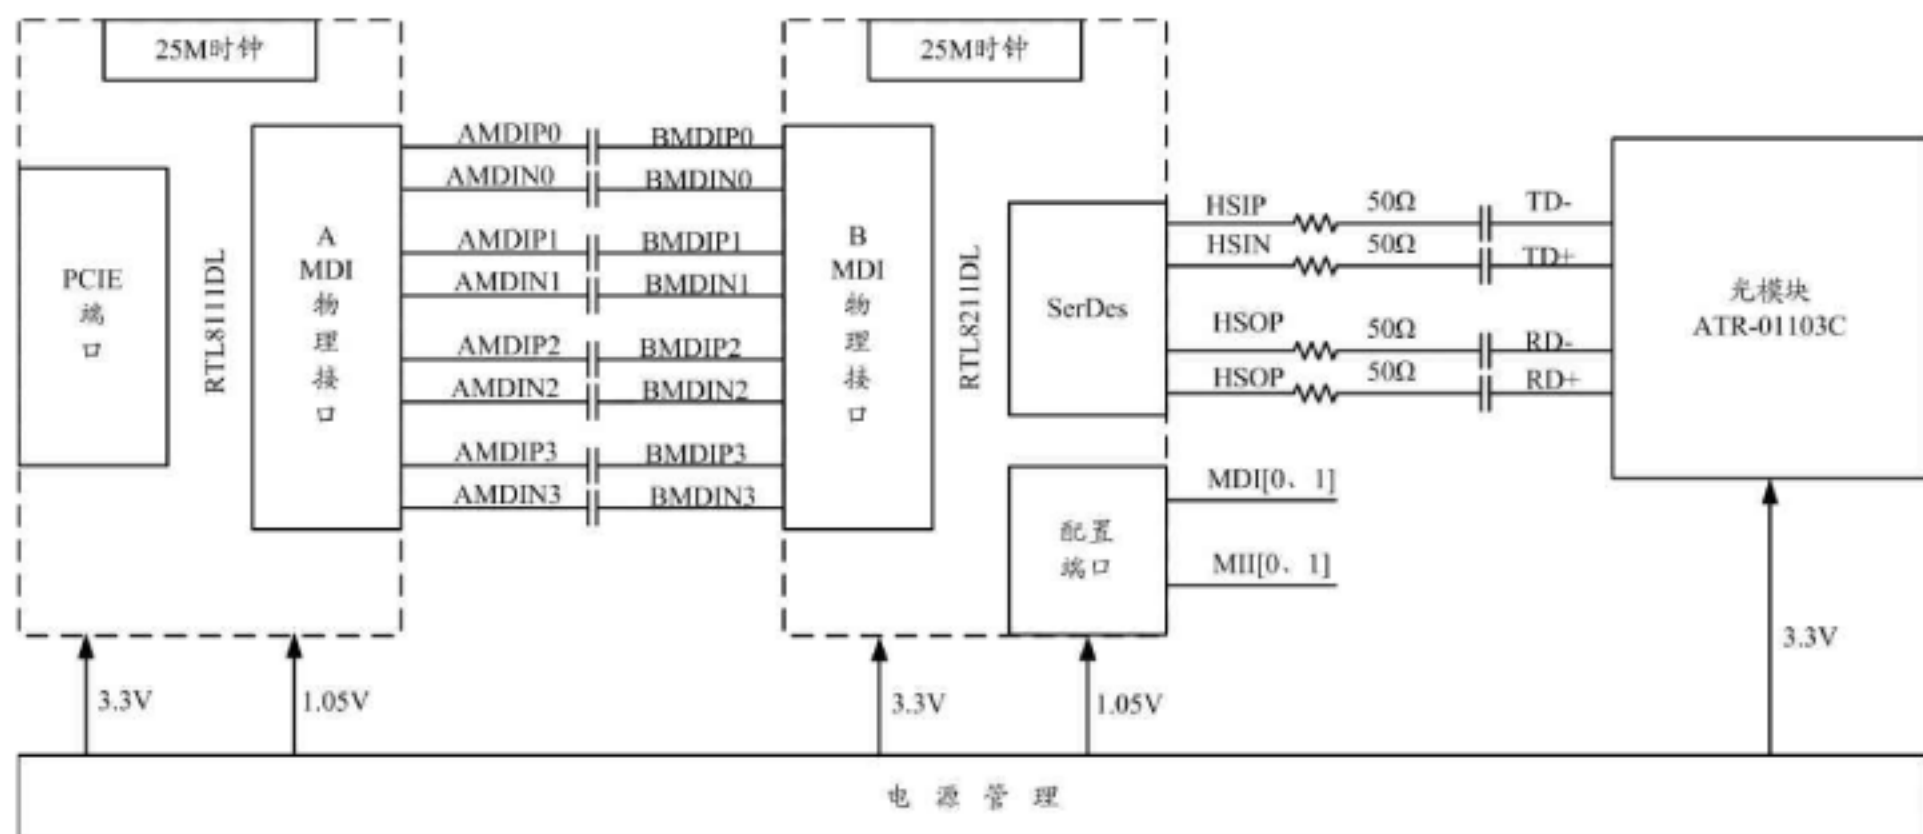 25M时钟
25M时钟
PCIE
端
口
RTL8111DL
A
MDI
物
理
接
口
AMDIP0
BMDIP0
AMDIN0
BMDIN0
AMDIP1
BMDIP1
AMDIN1
BMDIN1
AMDIP2
BMDIP2
AMDIN2
BMDIN2
AMDIP3
BMDIP3
AMDIN3
BMDIN3
B
MDI
物
理
接
口
RTL8211DL
SerDes
HSIP
50Ω
TD-
HSIN
50Ω
TD+
HSOP
50Ω
RD-
HSOP
50Ω
RD+
光模块
ATR-01103C
配置
端口
MDI[0、1]
MII[0、1]
3.3V
1.05V
3.3V
1.05V
3.3V
电源管理